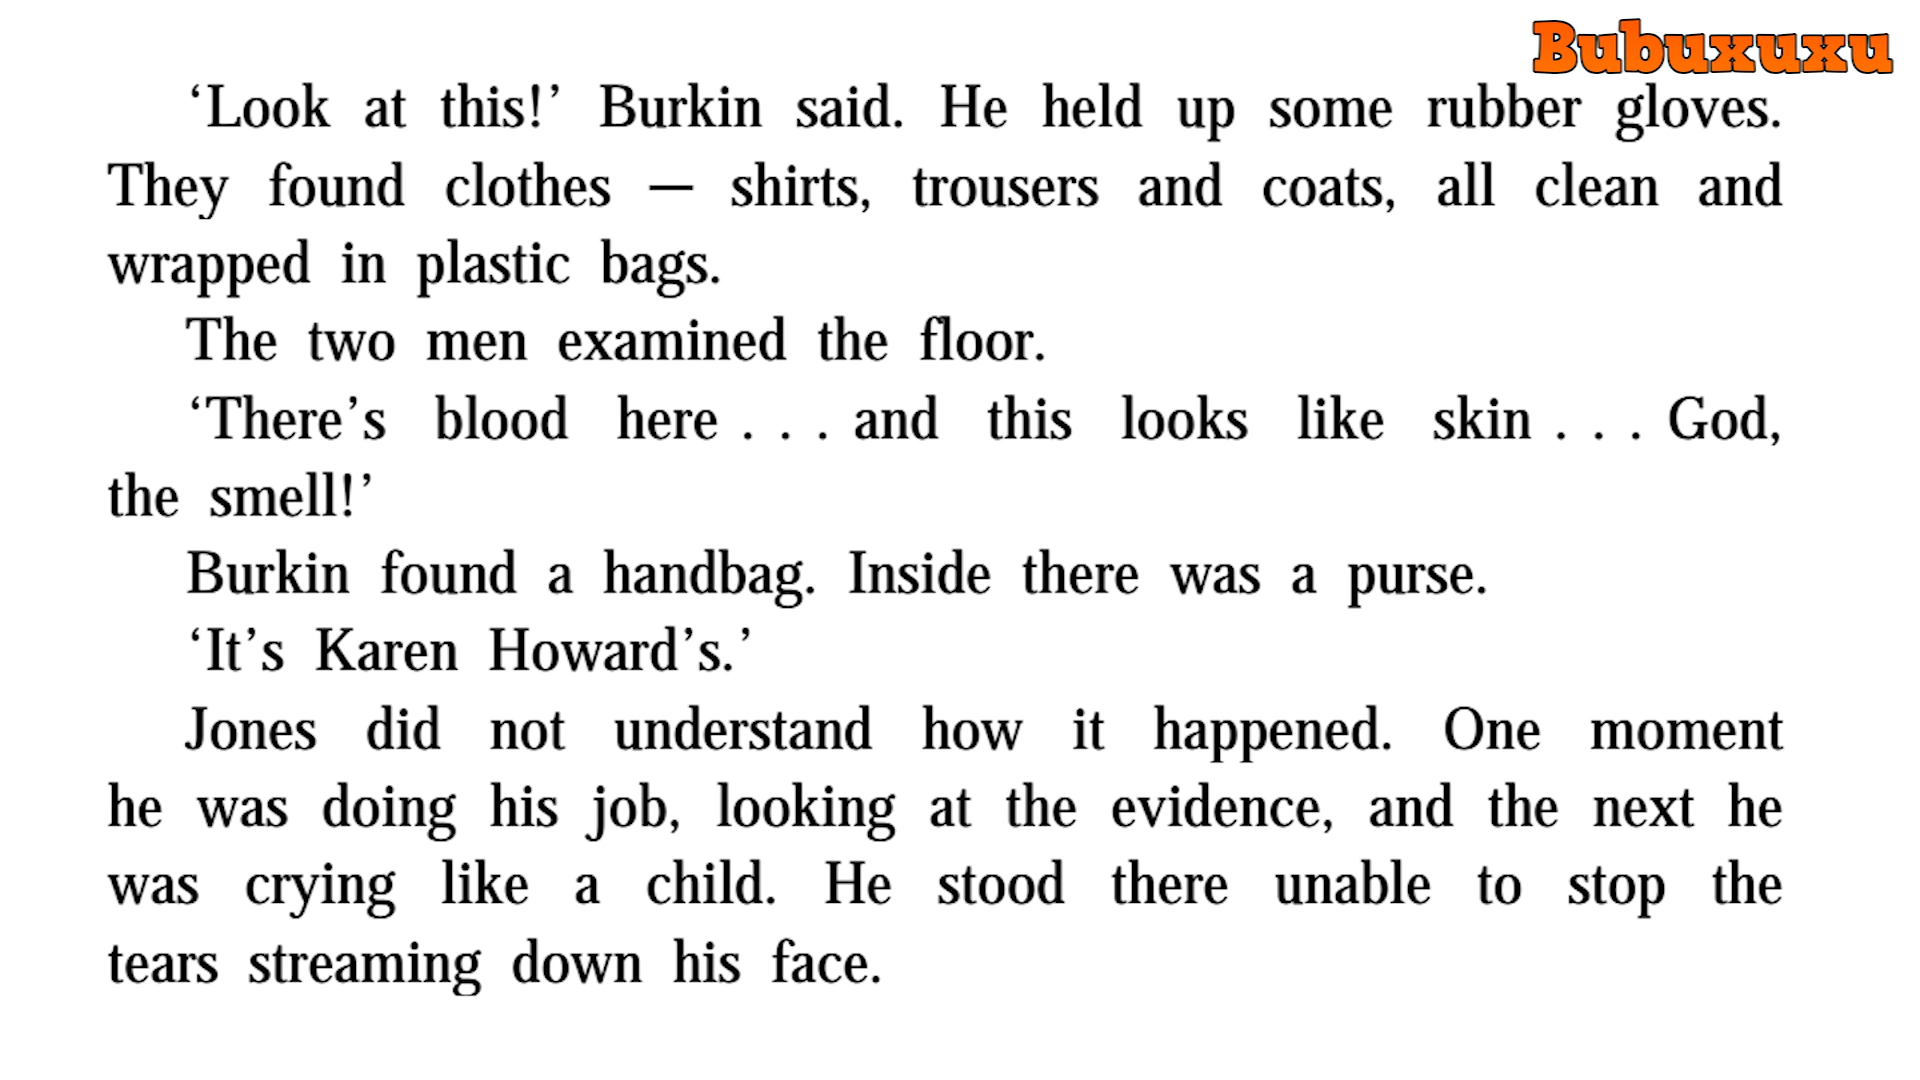 Bubuxuxu
‘Look at this!’ Burkin said. He held up some rubber gloves.
They found clothes — shirts, trousers and coats, all clean and
wrapped in plastic bags.
The two men examined the floor.
‘There’s blood here . . . and this looks like skin . . . God,
the smell!’
Burkin found a handbag. Inside there was a purse.
‘It’s Karen Howard’s.’
Jones did not understand how it happened. One moment
he was doing his job, looking at the evidence, and the next he
was crying like a child. He stood there unable to stop the
tears streaming down his face.